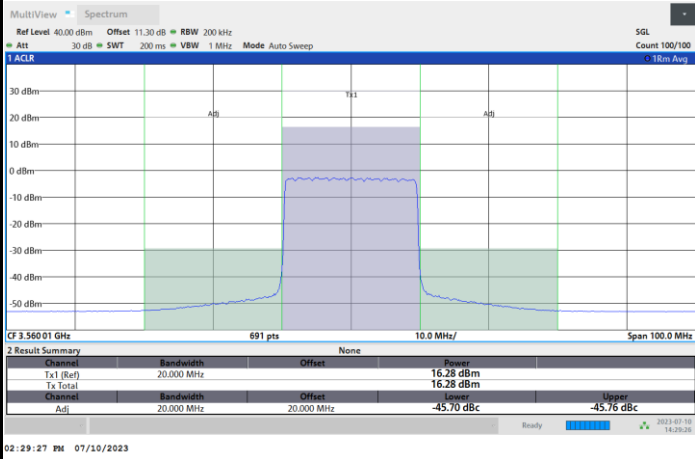 MultiView Spectrum
Ref Level 40.00 dBm Offset 11.30 dB RBW 200 kHz SGL
Att 30 dB SWT 200 ms VBW 1 MHz Mode Auto Sweep Count 100/100
1 ACLR 1Rm Avg
30 dBm
Tx1
20 dBm
Adj Adj
10 dBm
0 dBm
-10 dBm
-20 dBm
-30 dBm
-40 dBm
-50 dBm
CF 3.56001 GHz 691 pts 10.0 MHz/ Span 100.0 MHz
2 Result Summary None
Channel Bandwidth Offset Power
Tx1 (Ref) 20.000 MHz 16.28 dBm
Tx Total 16.28 dBm
Channel Bandwidth Offset Lower Upper
Adj 20.000 MHz 20.000 MHz -45.70 dBc -45.76 dBc
Ready 2023-07-10
14:29:26
02:29:27 PM 07/10/2023